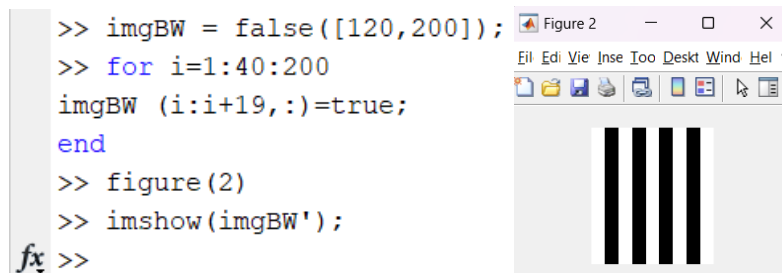 >> imgBW = false([120,200]);
>> for i=1:40:200
imgBW (i:i+19,:)=true;
end
>> figure(2)
>> imshow(imgBW');
fx >>
Figure 2
Fil Edi Vie Inse Too Deskt Wind Hel